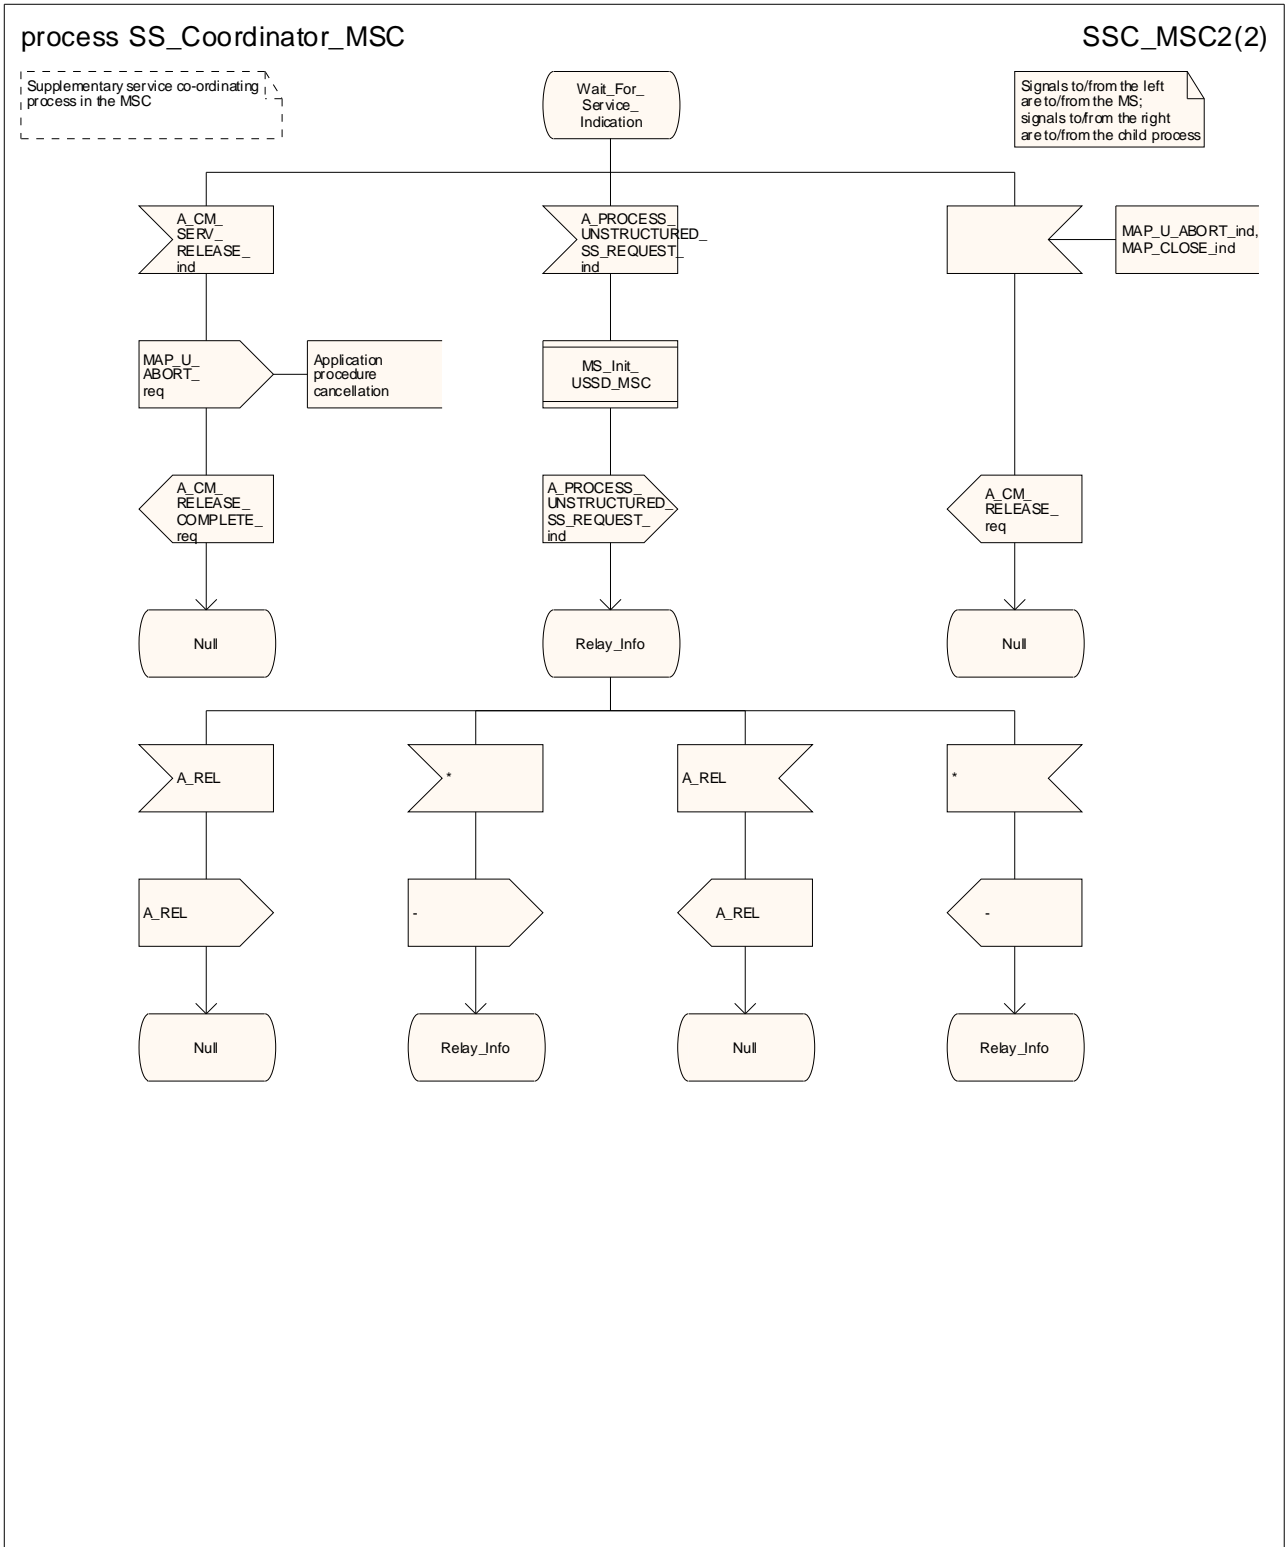 process SS_Coordinator_MSC
SSC_MSC2(2)
Supplementary service co-ordinating
process in the MSC
Wait_For_
Service_
Indication
Signals to/from the left
are to/from the MS;
signals to/from the right
are to/from the child process
A_CM_
SERV_
RELEASE_
ind
A_PROCESS_
UNSTRUCTURED_
SS_REQUEST_
ind
MAP_U_ABORT_ind,
MAP_CLOSE_ind
MAP_U_
ABORT_
req
Application
procedure
cancellation
MS_Init_
USSD_MSC
A_CM_
RELEASE_
COMPLETE_
req
A_PROCESS_
UNSTRUCTURED_
SS_REQUEST_
ind
A_CM_
RELEASE_
req
Null
Relay_Info
Null
A_REL
*
A_REL
*
A_REL
-
A_REL
-
Null
Relay_Info
Null
Relay_Info